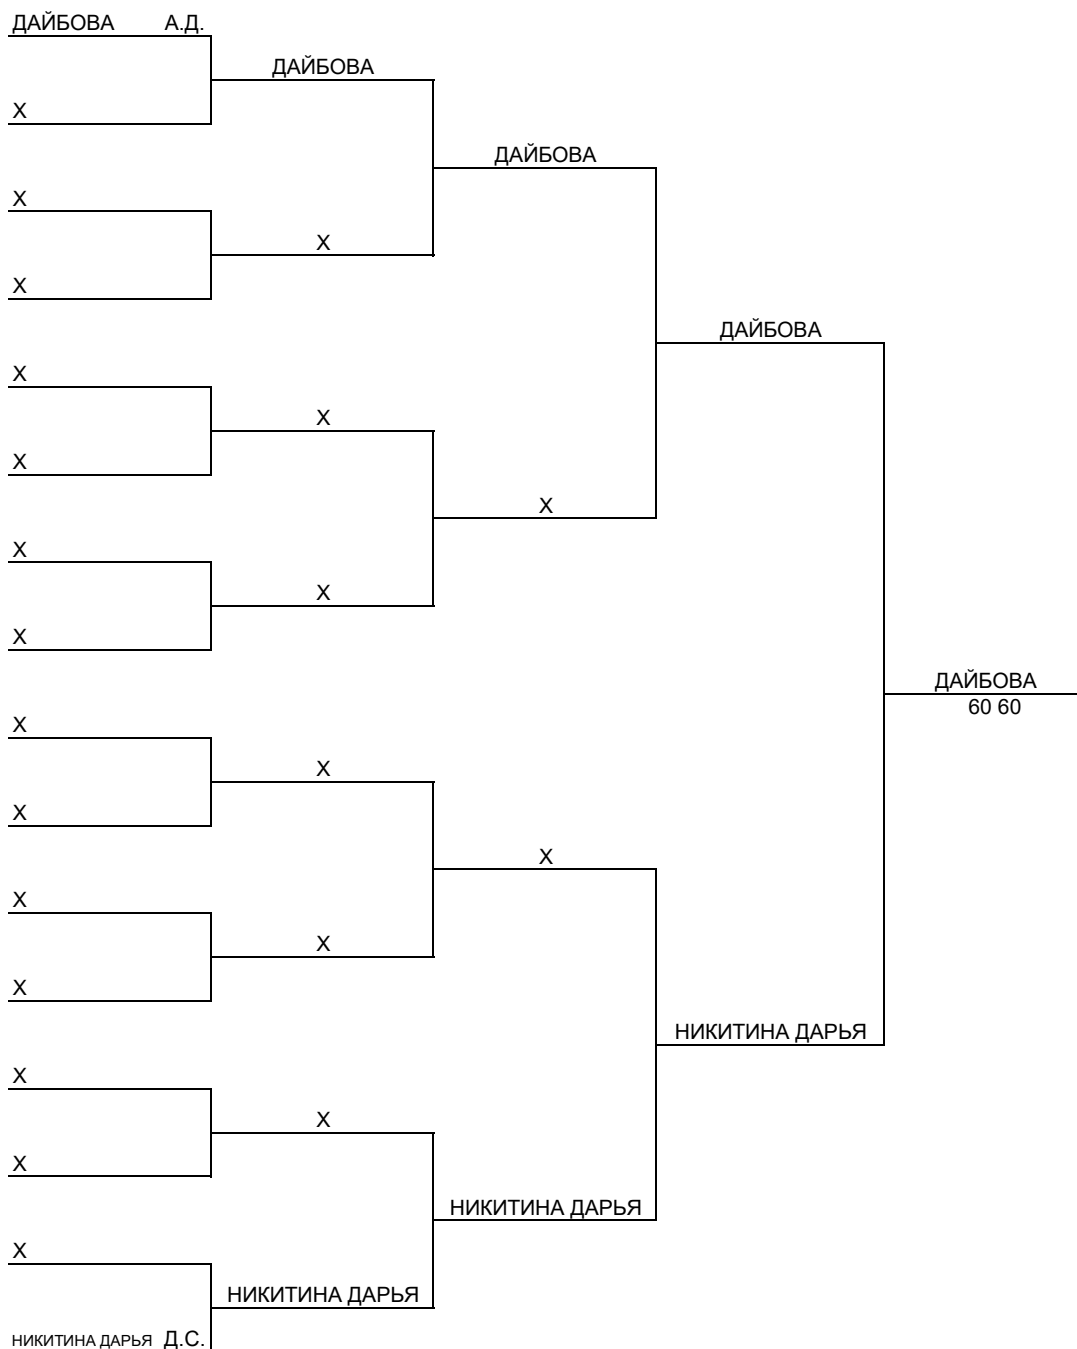 ДАЙБОВА А.Д.
ДАЙБОВА
X
ДАЙБОВА
X
X
X
ДАЙБОВА
X
X
X
X
X
X
X
ДАЙБОВА
60 60
X
X
X
X
X
X
X
НИКИТИНА ДАРЬЯ
X
X
X
НИКИТИНА ДАРЬЯ
X
НИКИТИНА ДАРЬЯ
НИКИТИНА ДАРЬЯ Д.С.